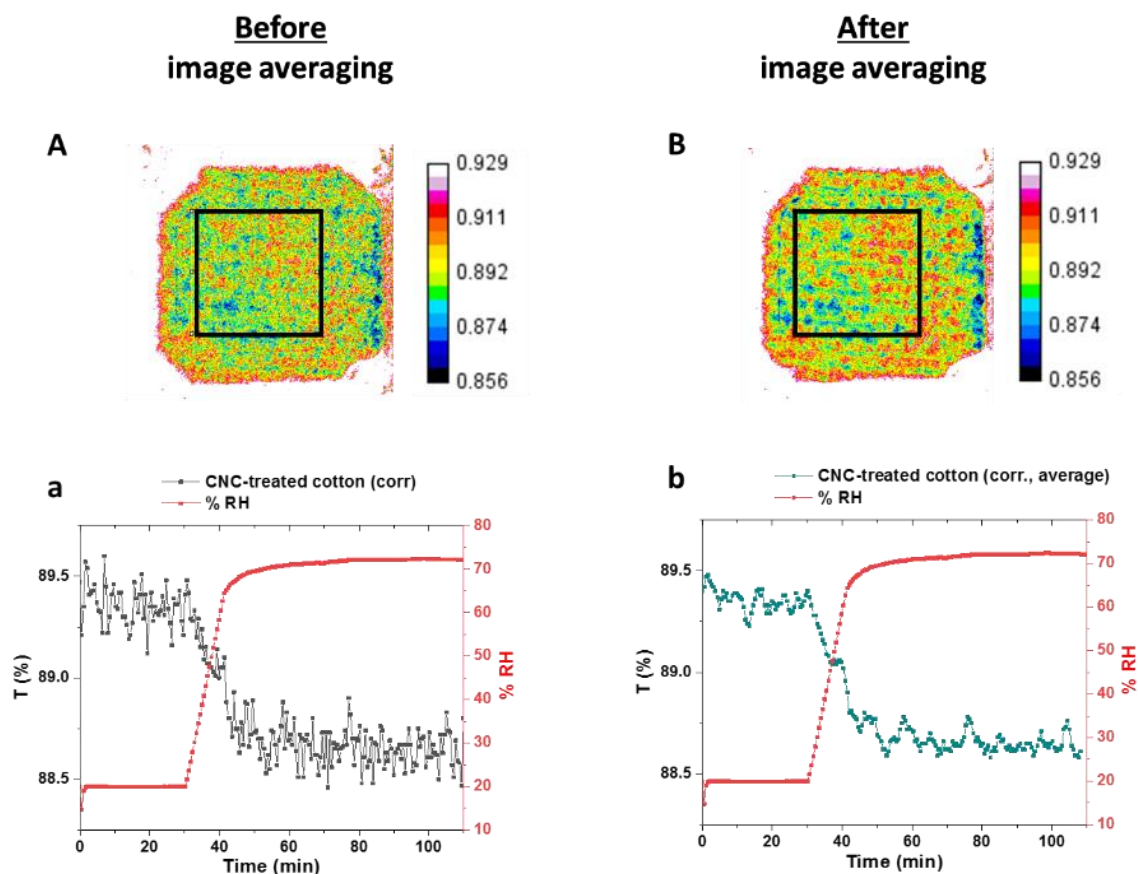 Before
image averaging
After
image averaging
A
0.929
0.911
0.892
0.874
0.856
B
0.929
0.911
0.892
0.874
0.856
a
CNC-treated cotton (corr)
% RH
T (%)
89.5
89.0
88.5
80
70
60
50
40
30
20
10
% RH
0
20
40
60
80
100
Time (min)
b
CNC-treated cotton (corr., average)
% RH
T (%)
89.5
89.0
88.5
80
70
60
50
40
30
20
10
% RH
0
20
40
60
80
100
Time (min)